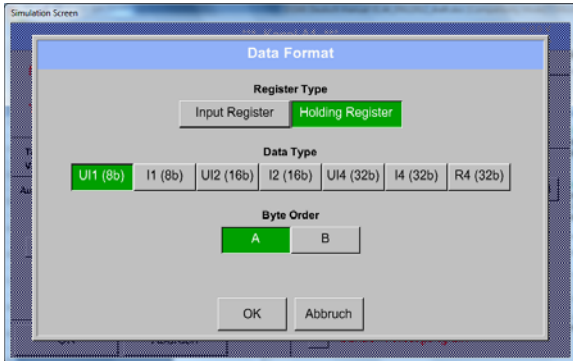 Simulation Screen
Data Format
Register Type
Input Register Holding Register
Data Type
UI1 (8b) I1 (8b) UI2 (16b) I2 (16b) UI4 (32b) I4 (32b) R4 (32b)
Byte Order
A B
OK Abbruch